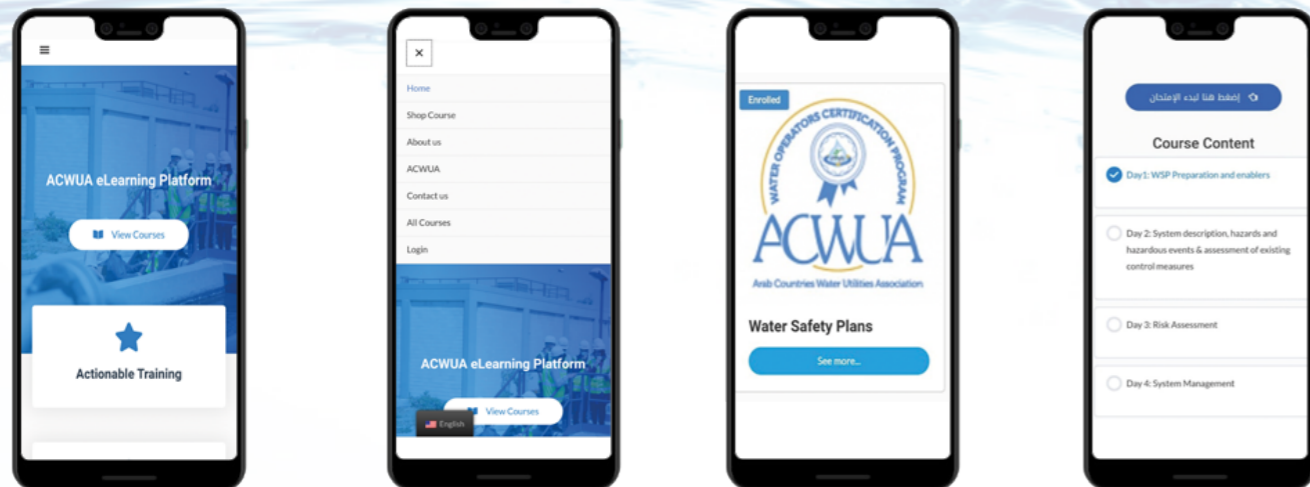 ACWUA eLearning Platform
View Courses
Actionable Training
Home
Shop Course
About us
ACWUA
Contact us
All Courses
Login
ACWUA eLearning Platform
View Courses
English
Enrolled
WATER OPERATORS CERTIFICATION PROGRAM
ACWUA
Arab Countries Water Utilities Association
Water Safety Plans
See more...
إضغط هنا لبدء الإمتحان
Course Content
Day1: WSP Preparation and enablers
Day 2: System description, hazards and
hazardous events & assessment of existing
control measures
Day 3: Risk Assessment
Day 4: System Management